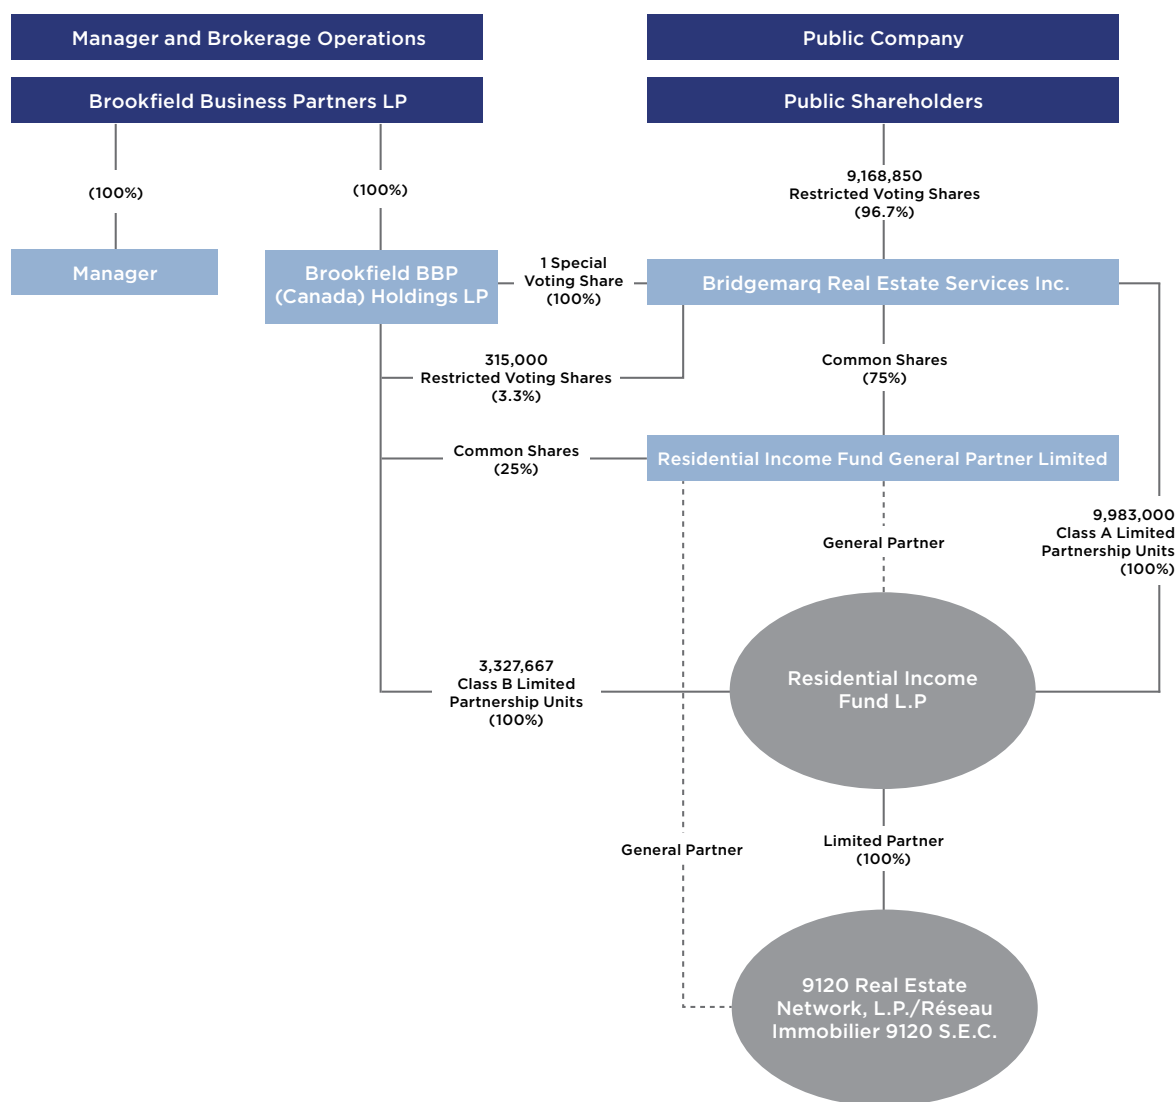 Manager and Brokerage Operations
Public Company
Brookfield Business Partners LP
Public Shareholders
(100%)
(100%)
9,168,850
Restricted Voting Shares
(96.7%)
Manager
Brookfield BBP
(Canada) Holdings LP
1 Special
Voting Share
(100%)
Bridgemarq Real Estate Services Inc.
315,000
Restricted Voting Shares
(3.3%)
Common Shares
(75%)
Common Shares
(25%)
Residential Income Fund General Partner Limited
9,983,000
Class A Limited
Partnership Units
(100%)
General Partner
3,327,667
Class B Limited
Partnership Units
(100%)
Residential Income
Fund L.P
General Partner
Limited Partner
(100%)
9120 Real Estate
Network, L.P./Réseau
Immobilier 9120 S.E.C.